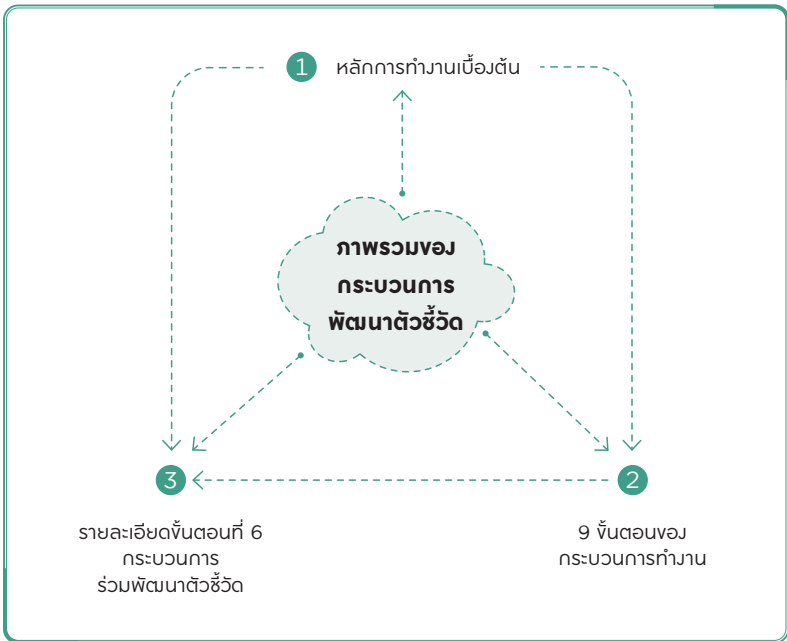 1 หลักการทำงานเบื้องต้น
ภาพรวมของ
กระบวนการ
พัฒนาตัวชี้วัด
3
2
รายละเอียดขั้นตอนที่ 6
กระบวนการ
ร่วมพัฒนาตัวชี้วัด
9 ขั้นตอนของ
กระบวนการทำงาน